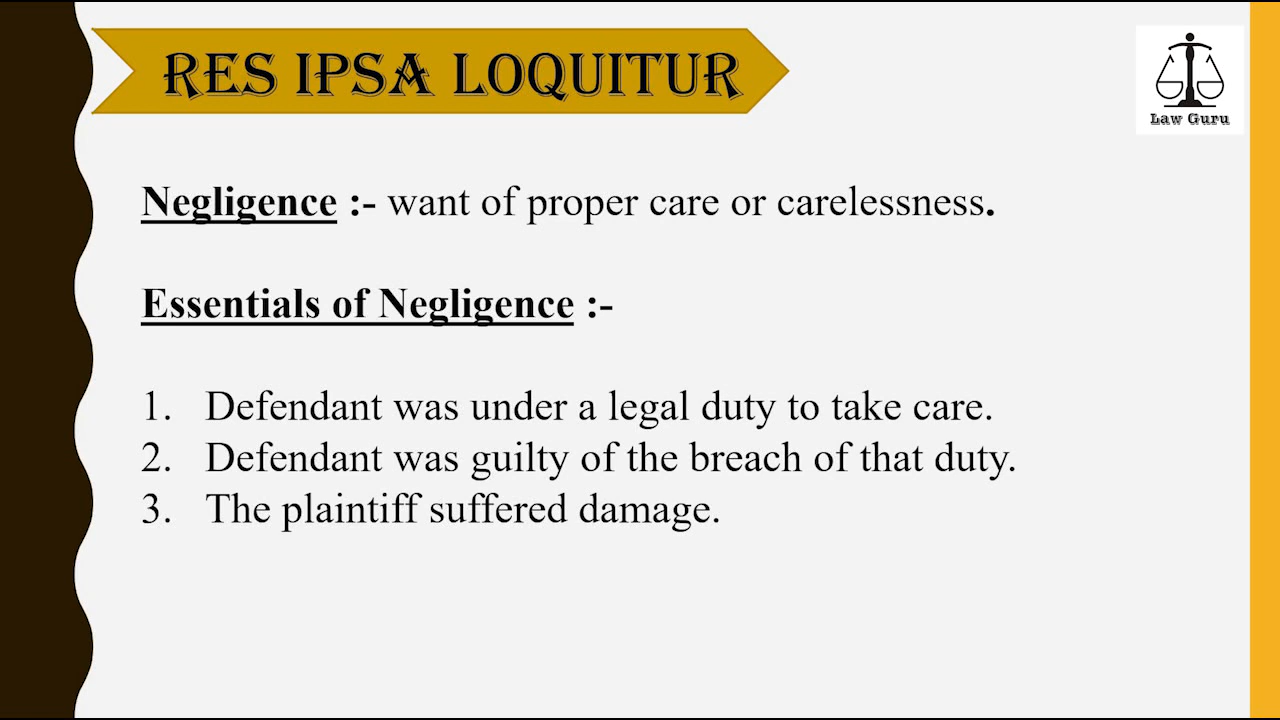 RES IPSA LOQUITUR
Law Guru
Negligence :- want of proper care or carelessness.
Essentials of Negligence :-
1. Defendant was under a legal duty to take care.
2. Defendant was guilty of the breach of that duty.
3. The plaintiff suffered damage.